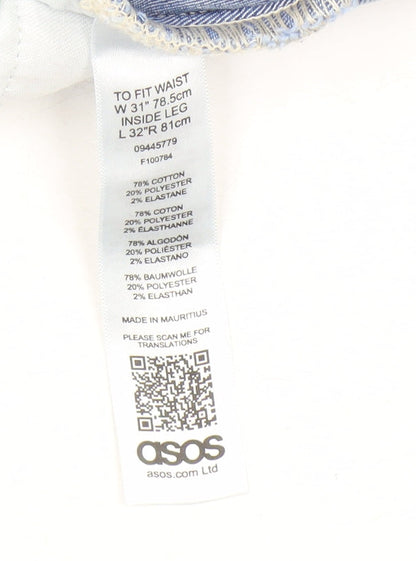 TO FIT WAIST
W 31" 78.5cm
INSIDE LEG
L 32"R 81cm
09445779
F100784
78% COTTON
20% POLYESTER
2% ELASTANE
78% COTON
20% POLYESTER
2% ÉLASTHANNE
78% ALGODÓN
20% POLIÉSTER
2% ELASTANO
78% BAUMWOLLE
20% POLYESTER
2% ELASTHAN
MADE IN MAURITIUS
PLEASE SCAN ME FOR
TRANSLATIONS
asos
asos.com Ltd